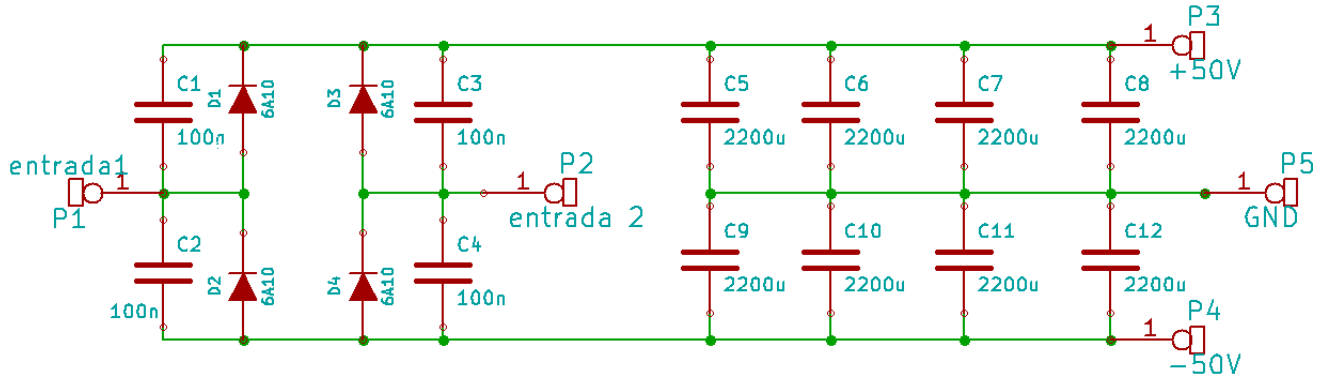 P3
1
+50V
C1
100n
D1
6A10
D3
6A10
C3
100n
C5
2200u
C6
2200u
C7
2200u
C8
2200u
entrada1
1
P1
P2
1
entrada 2
P5
1
GND
C2
100n
D2
6A10
D4
6A10
C4
100n
C9
2200u
C10
2200u
C11
2200u
C12
2200u
P4
1
-50V